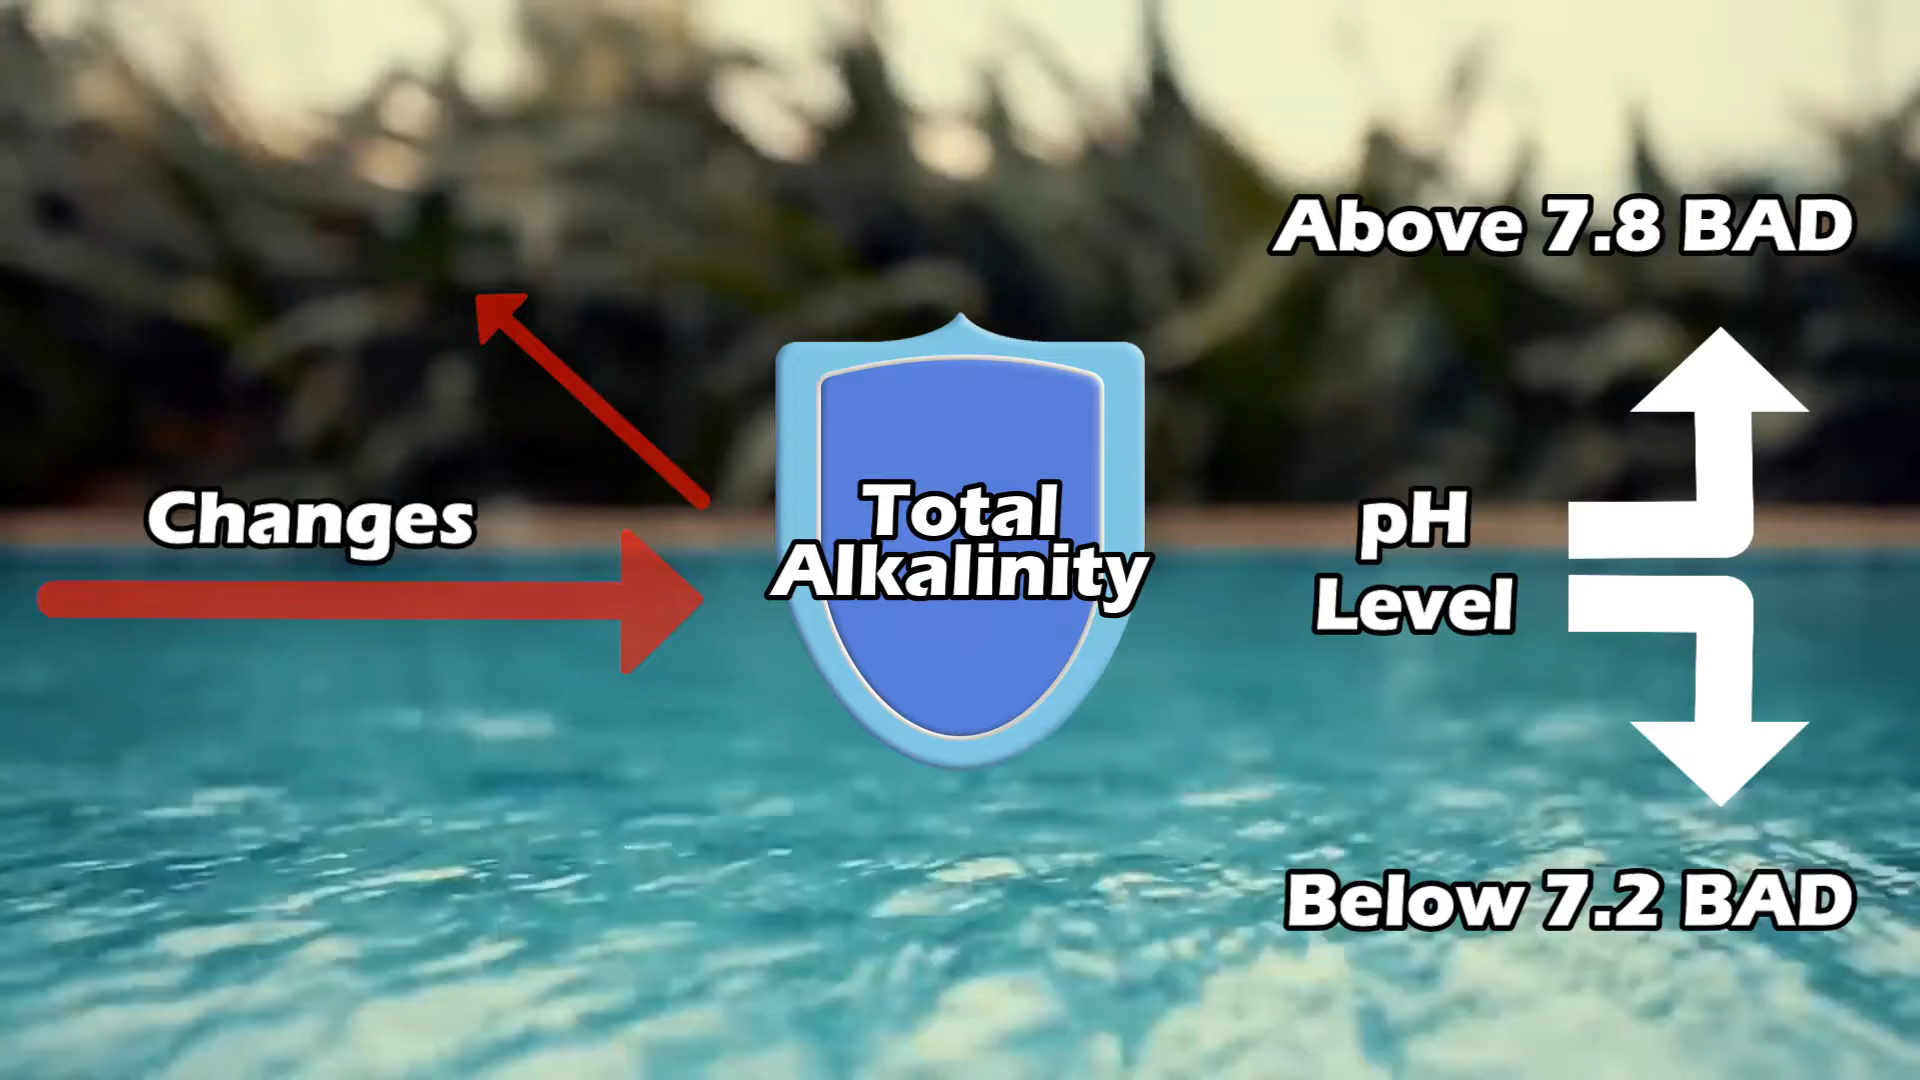 Above 7.8 BAD
Changes
Total
Alkalinity
pH
Level
Below 7.2 BAD